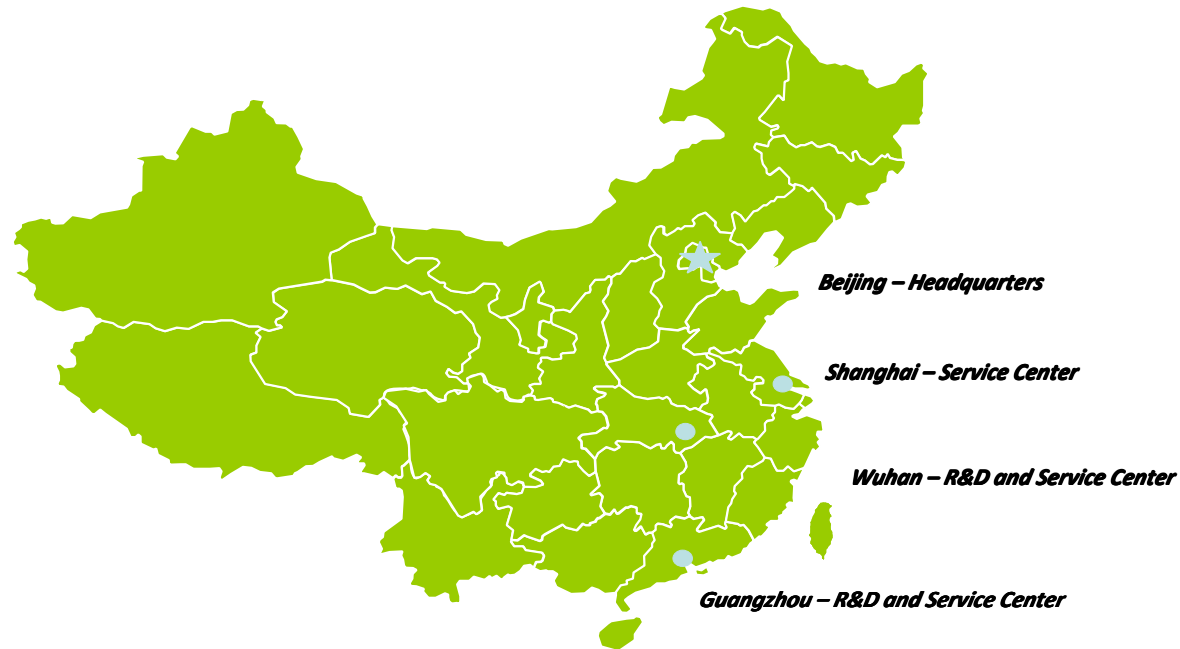 Beijing – Headquarters
Shanghai – Service Center
Wuhan – R&D and Service Center
Guangzhou – R&D and Service Center